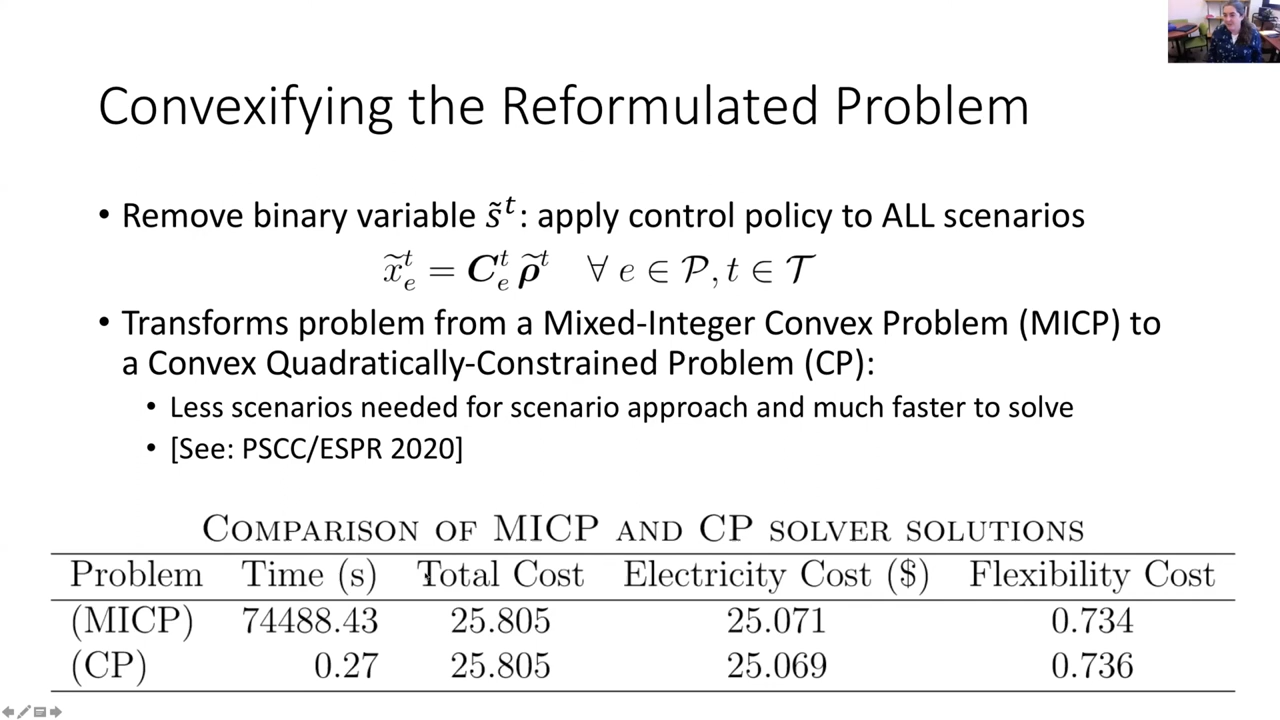 Convexifying the Reformulated Problem
• Remove binary variable s̃ᵗ: apply control policy to ALL scenarios
x̃ₑᵗ = Cₑᵗ ρ̃ᵗ ∀ e ∈ 𝒫, t ∈ 𝒯
• Transforms problem from a Mixed-Integer Convex Problem (MICP) to
a Convex Quadratically-Constrained Problem (CP):
• Less scenarios needed for scenario approach and much faster to solve
• [See: PSCC/ESPR 2020]
COMPARISON OF MICP AND CP SOLVER SOLUTIONS
Problem Time (s) Total Cost Electricity Cost ($) Flexibility Cost
(MICP) 74488.43 25.805 25.071 0.734
(CP) 0.27 25.805 25.069 0.736